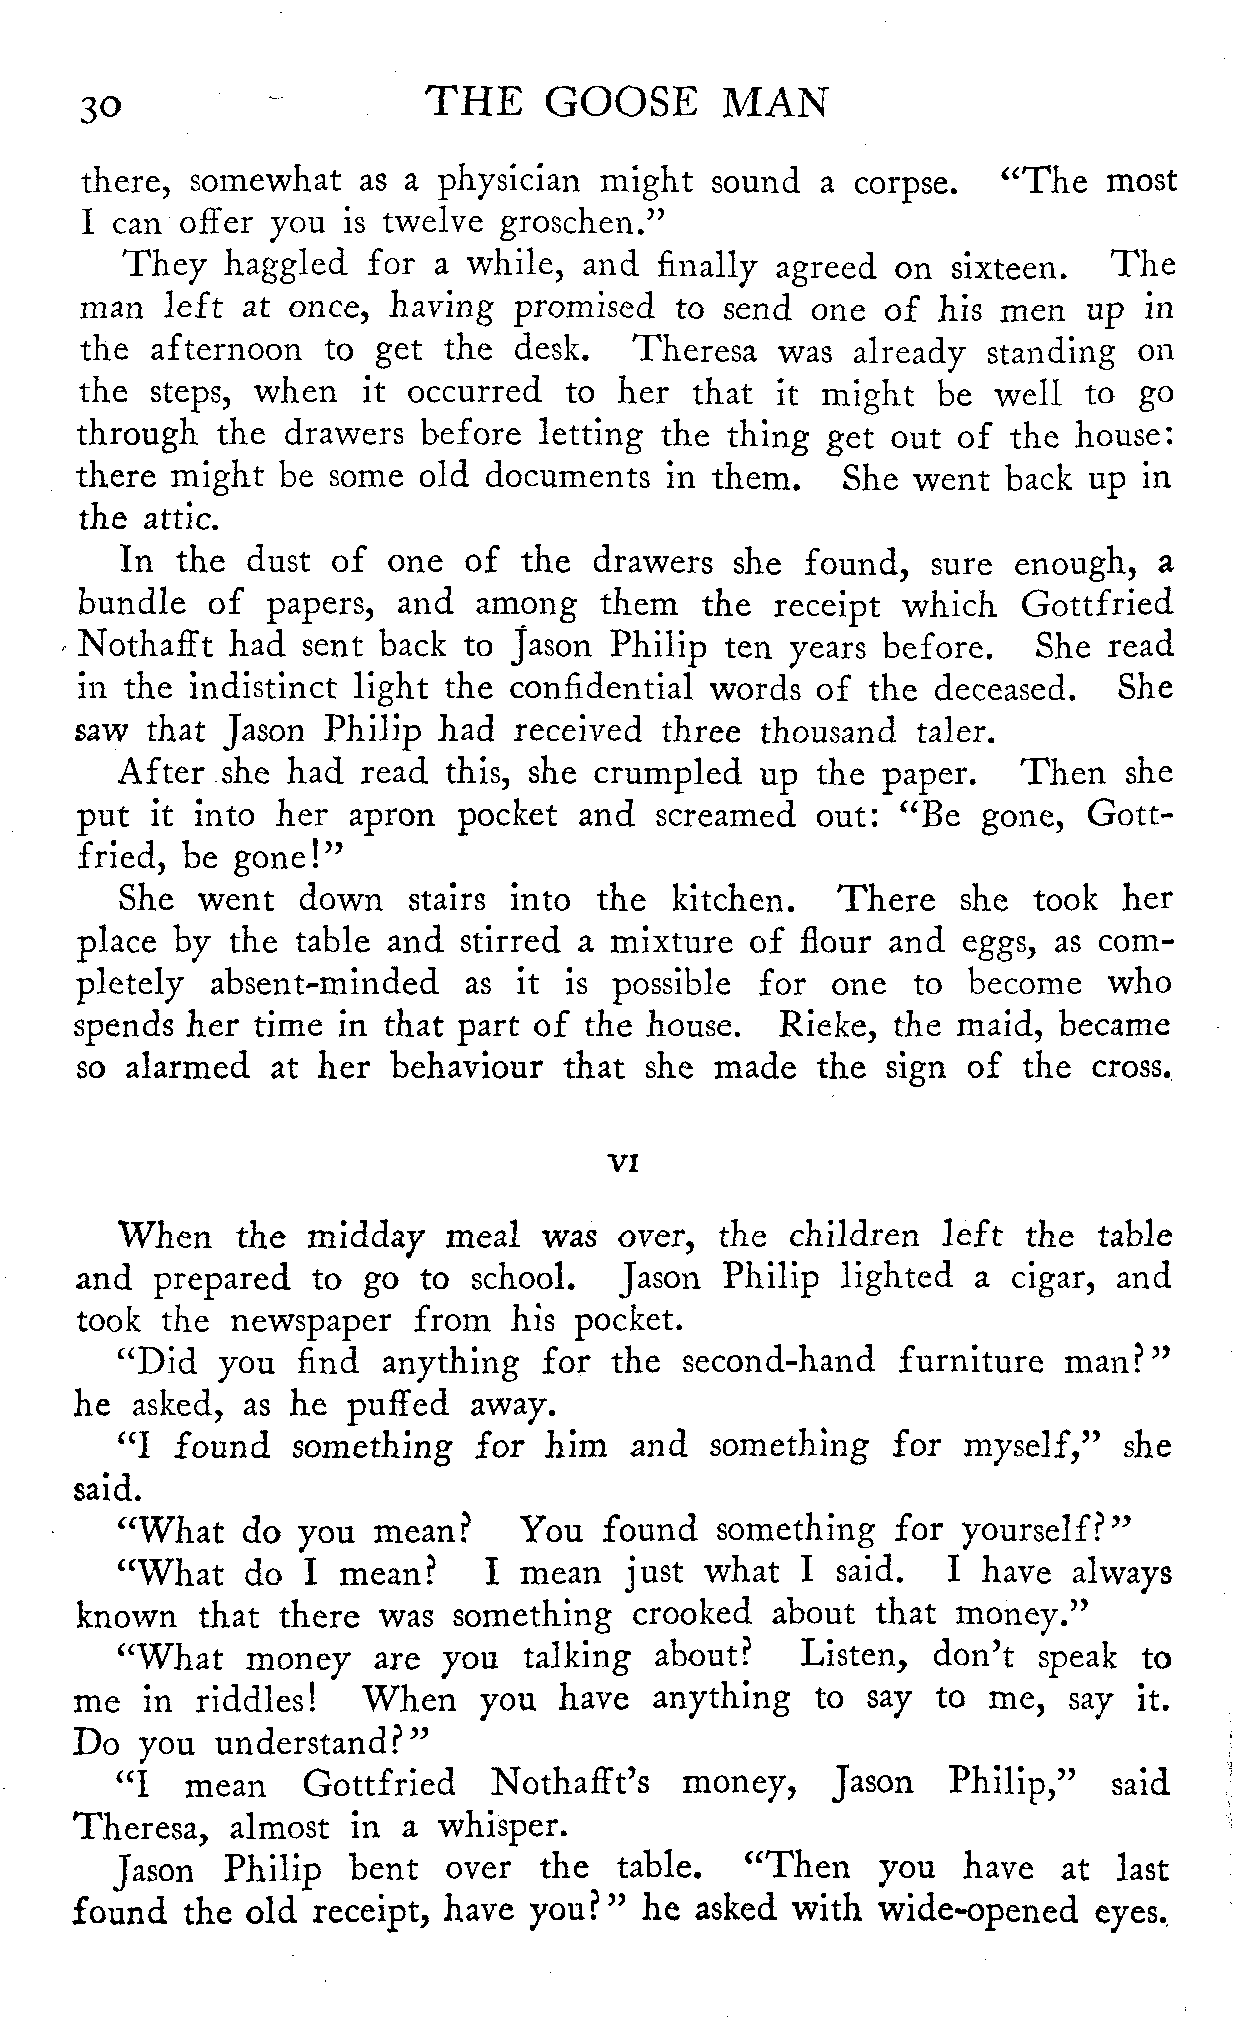 30 THE GOOSE MAN
there, somewhat as a physician might sound a corpse. “The most
I can offer you is twelve groschen.”
They haggled for a while, and finally agreed on sixteen. The
man left at once, having promised to send one of his men up in
the afternoon to get the desk. Theresa was already standing on
the steps, when it occurred to her that it might be well to go
through the drawers before letting the thing get out of the house:
there might be some old documents in them. She went back up in
the attic.
In the dust of one of the drawers she found, sure enough, a
bundle of papers, and among them the receipt which Gottfried
Nothafft had sent back to Jason Philip ten years before. She read
in the indistinct light the confidential words of the deceased. She
saw that Jason Philip had received three thousand taler.
After she had read this, she crumpled up the paper. Then she
put it into her apron pocket and screamed out: “Be gone, Gott-
fried, be gone!”
She went down stairs into the kitchen. There she took her
place by the table and stirred a mixture of flour and eggs, as com-
pletely absent-minded as it is possible for one to become who
spends her time in that part of the house. Rieke, the maid, became
so alarmed at her behaviour that she made the sign of the cross.
VI
When the midday meal was over, the children left the table
and prepared to go to school. Jason Philip lighted a cigar, and
took the newspaper from his pocket.
“Did you find anything for the second-hand furniture man?”
he asked, as he puffed away.
“I found something for him and something for myself,” she
said.
“What do you mean? You found something for yourself?”
“What do I mean? I mean just what I said. I have always
known that there was something crooked about that money.”
“What money are you talking about? Listen, don’t speak to
me in riddles! When you have anything to say to me, say it.
Do you understand?”
“I mean Gottfried Nothafft’s money, Jason Philip,” said
Theresa, almost in a whisper.
Jason Philip bent over the table. “Then you have at last
found the old receipt, have you?” he asked with wide-opened eyes.